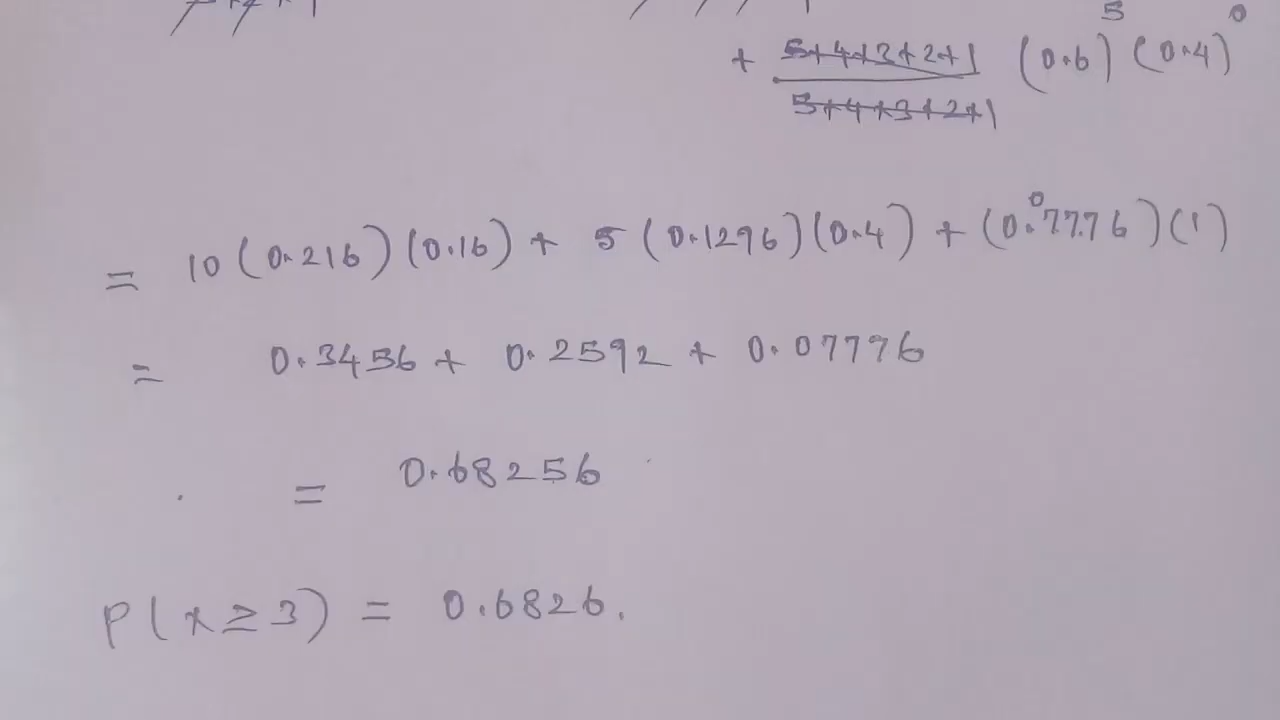 5 0
+ 5+4+3+2+1 (0.6) (0.4)
5+4+3+2+1
= 10 (0.216) (0.16) + 5 (0.1296) (0.4) + (0.07776) (1)
= 0.3456 + 0.2592 + 0.07776
= 0.68256
P(x ≥ 3) = 0.6826.